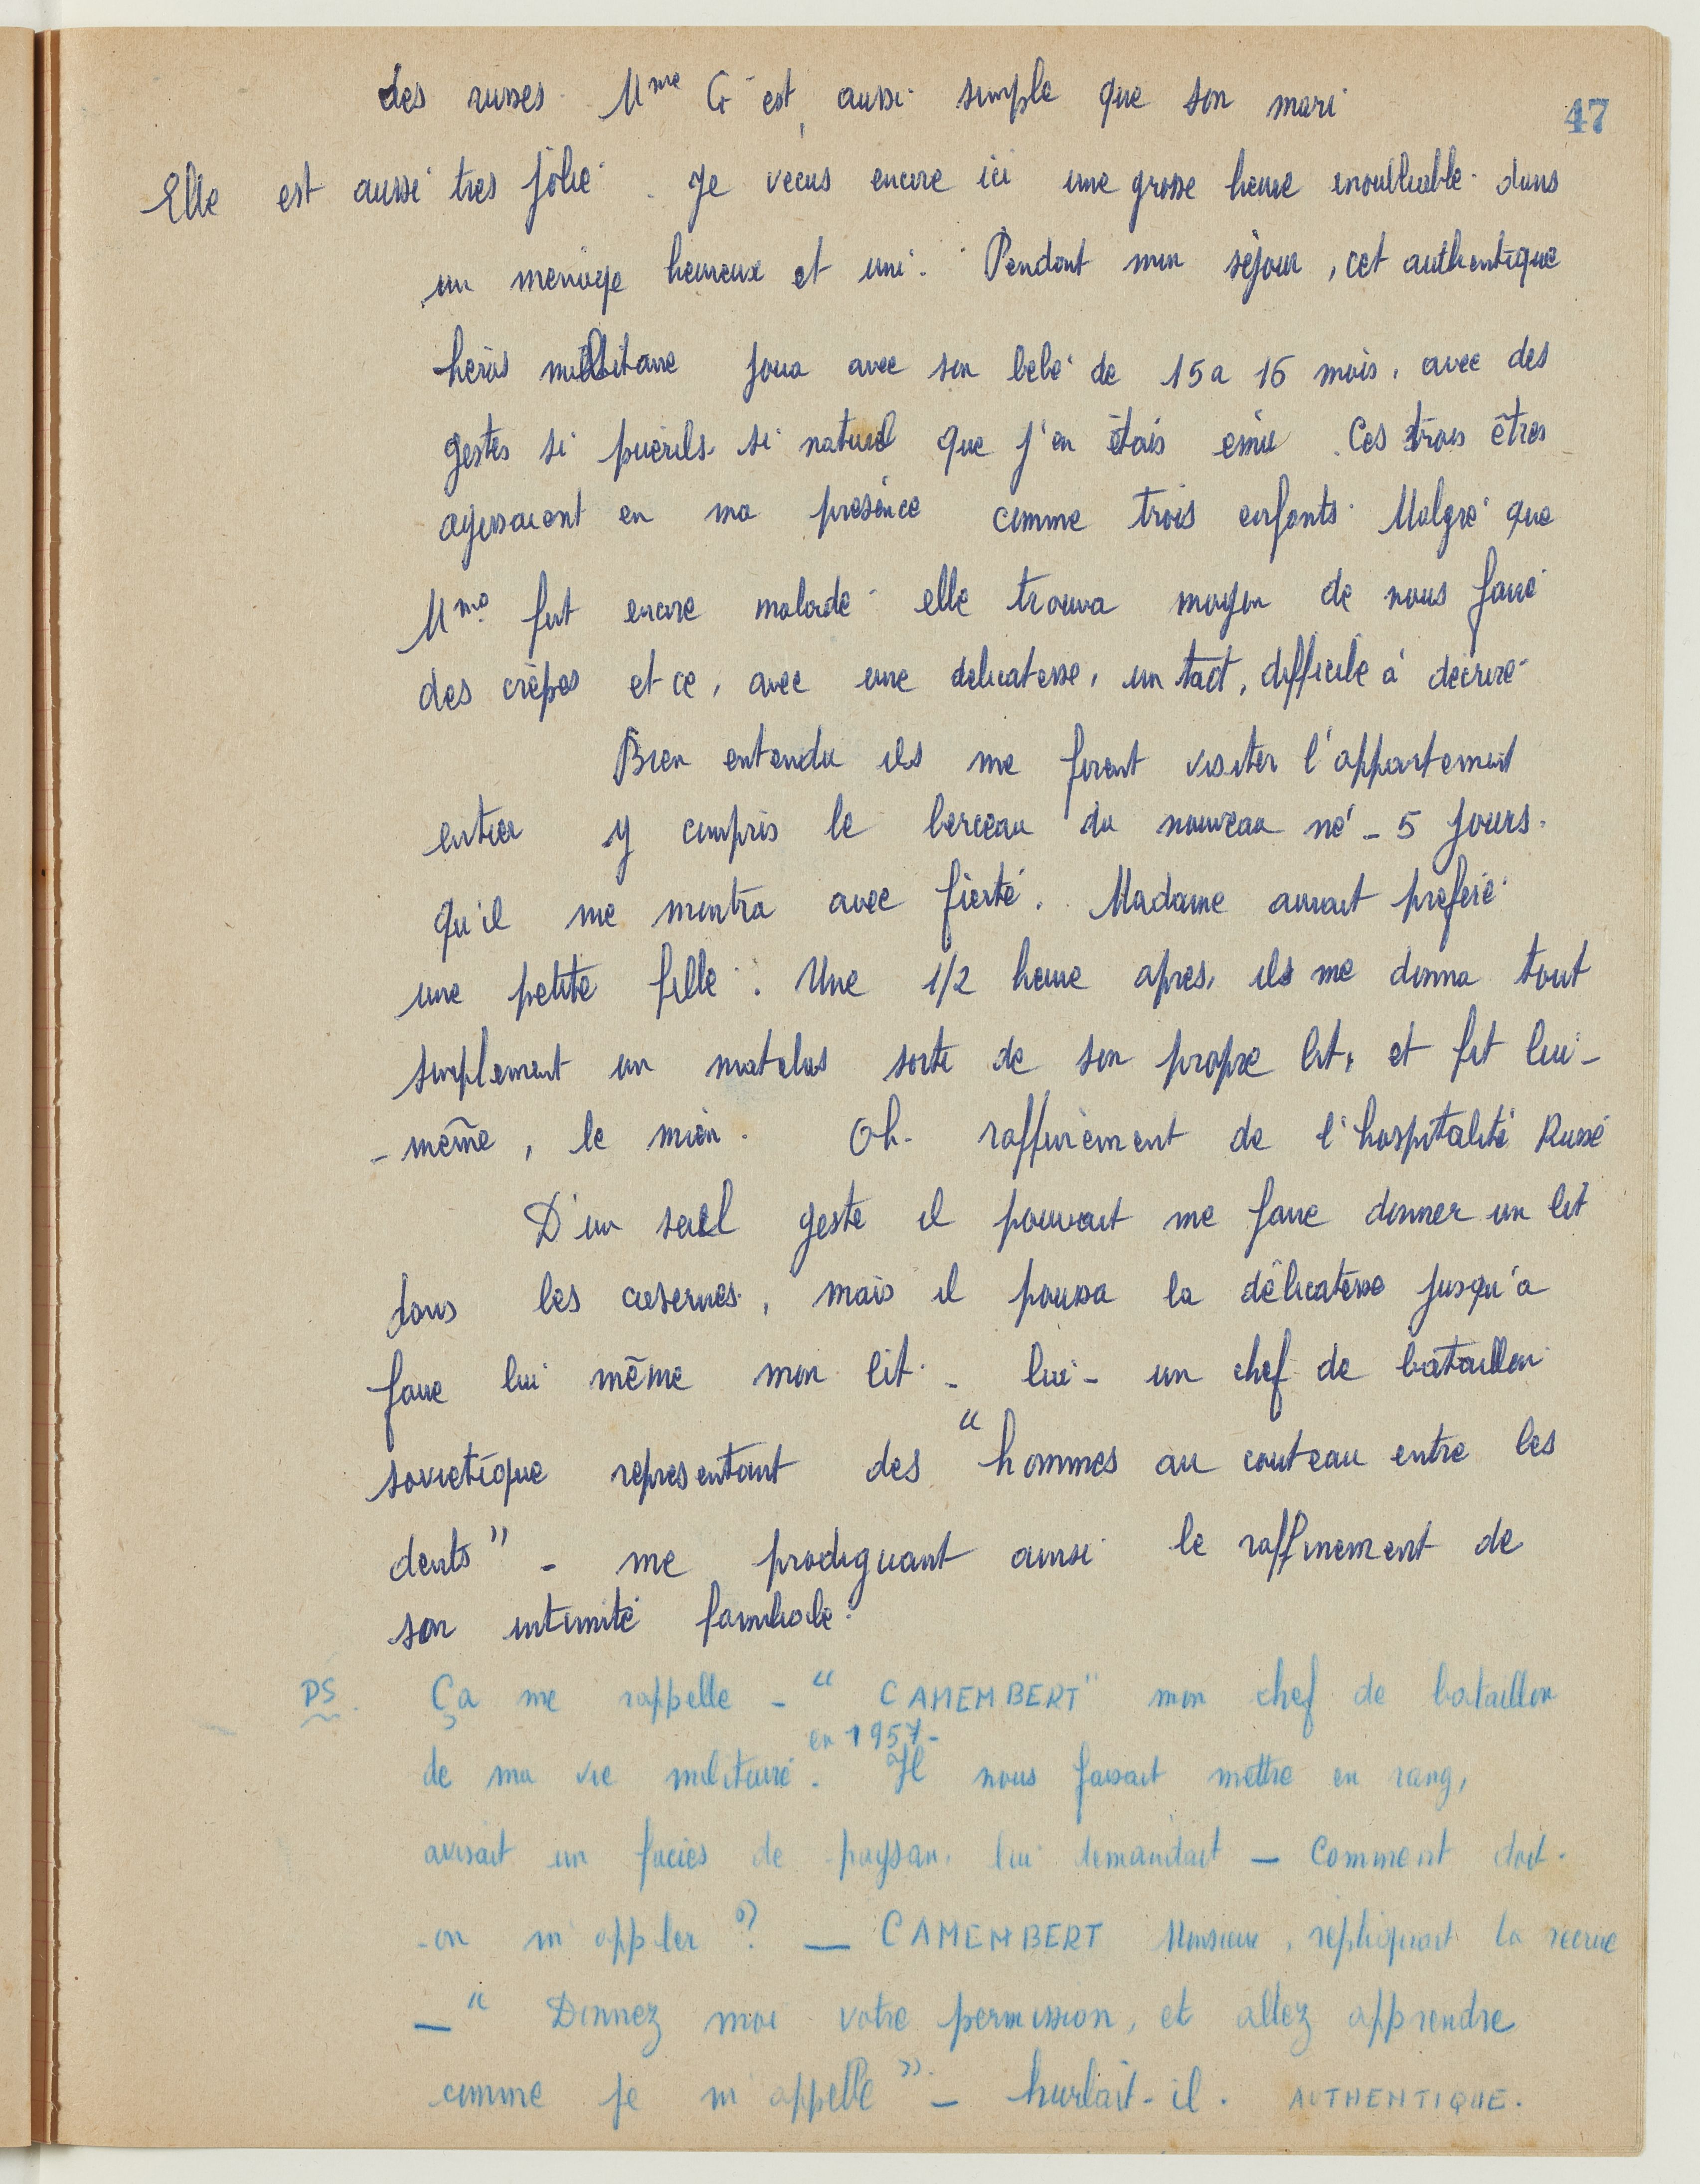 47
des russes. Mme G est aussi simple que son mari
Elle est aussi très jolie. Je vecus encore ici une grosse heure inoubliable dans
un menage heureux et uni. Pendant mon séjour, cet authentique
héros militaire joua avec son bebé de 15 a 16 mois, avec des
gestes si puérils si naturel que j'en étais ému. Ces trois êtres
agissaient en ma présence comme trois enfants. Malgré que
Mme fut encore malade elle trouva moyen de nous faire
des crèpes et ce, avec une delicatesse, un tact, difficile à decrire.
Bien entendu ils me firent visiter l'appartement
entier y compris le berceau du nouveau né - 5 jours.
qu'il me montra avec fierté. Madame aurait preferé
une petite fille. Une 1/2 heure apres, ils me donna tout
simplement un matelas sorti de son propre lit, et fit lui-
-même, le mien. Oh. raffinement de l'hospitalité Russe
D'un seul geste il pouvait me faire donner un lit
dans les casernes, mais il poussa la délicatesse jusqu'a
faire lui même mon lit - lui - un chef de bataillon
sovietique representant des "hommes au couteau entre les
dents" - me prodiguant ainsi le raffinement de
son intimité familiale.
PS. Ça me rappelle - "CAMEMBERT" mon chef de bataillon
en 1957-
de ma vie militaire. Il nous faisait mettre en rang,
avisait un facies de paysan, lui demandait — Comment doit-
-on m'appler ? — CAMEMBERT Monsieur, répliquait la recrue
— "Donnez moi votre permission, et allez apprendre
comme je m'appelle" - hurlait-il. AUTHENTIQUE.